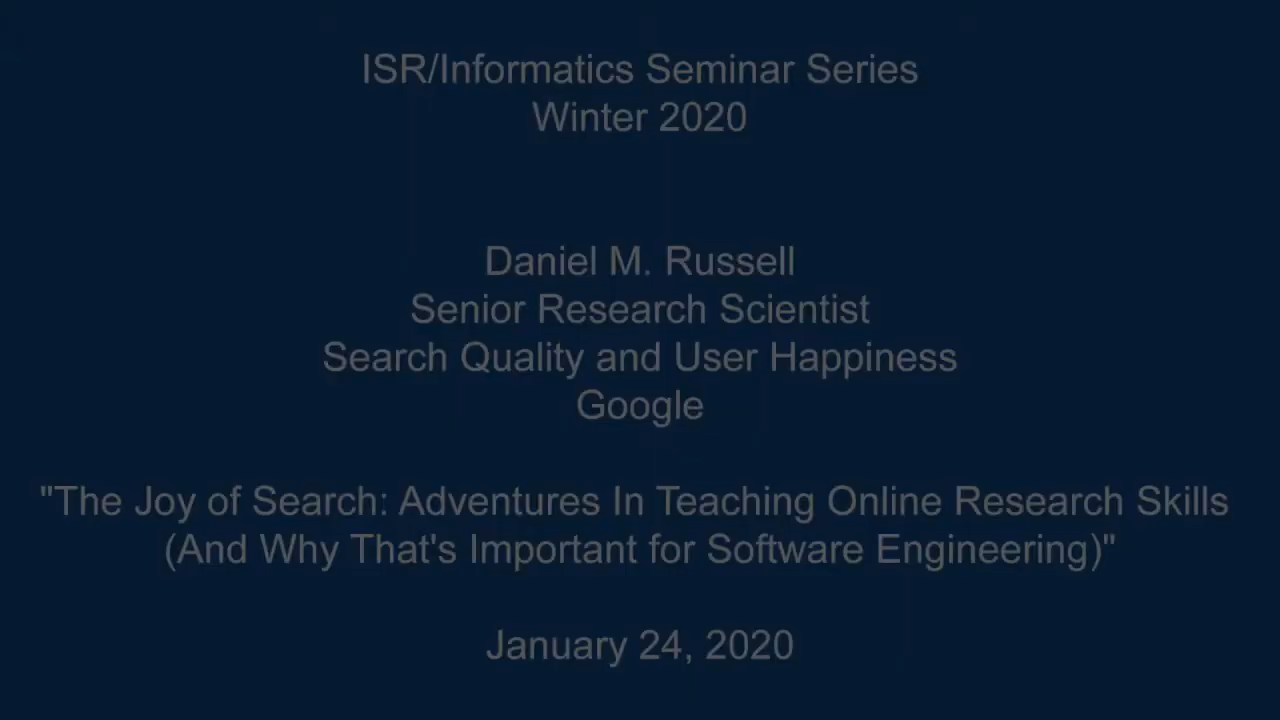 ISR/Informatics Seminar Series
Winter 2020
Daniel M. Russell
Senior Research Scientist
Search Quality and User Happiness
Google
"The Joy of Search: Adventures In Teaching Online Research Skills
(And Why That's Important for Software Engineering)"
January 24, 2020